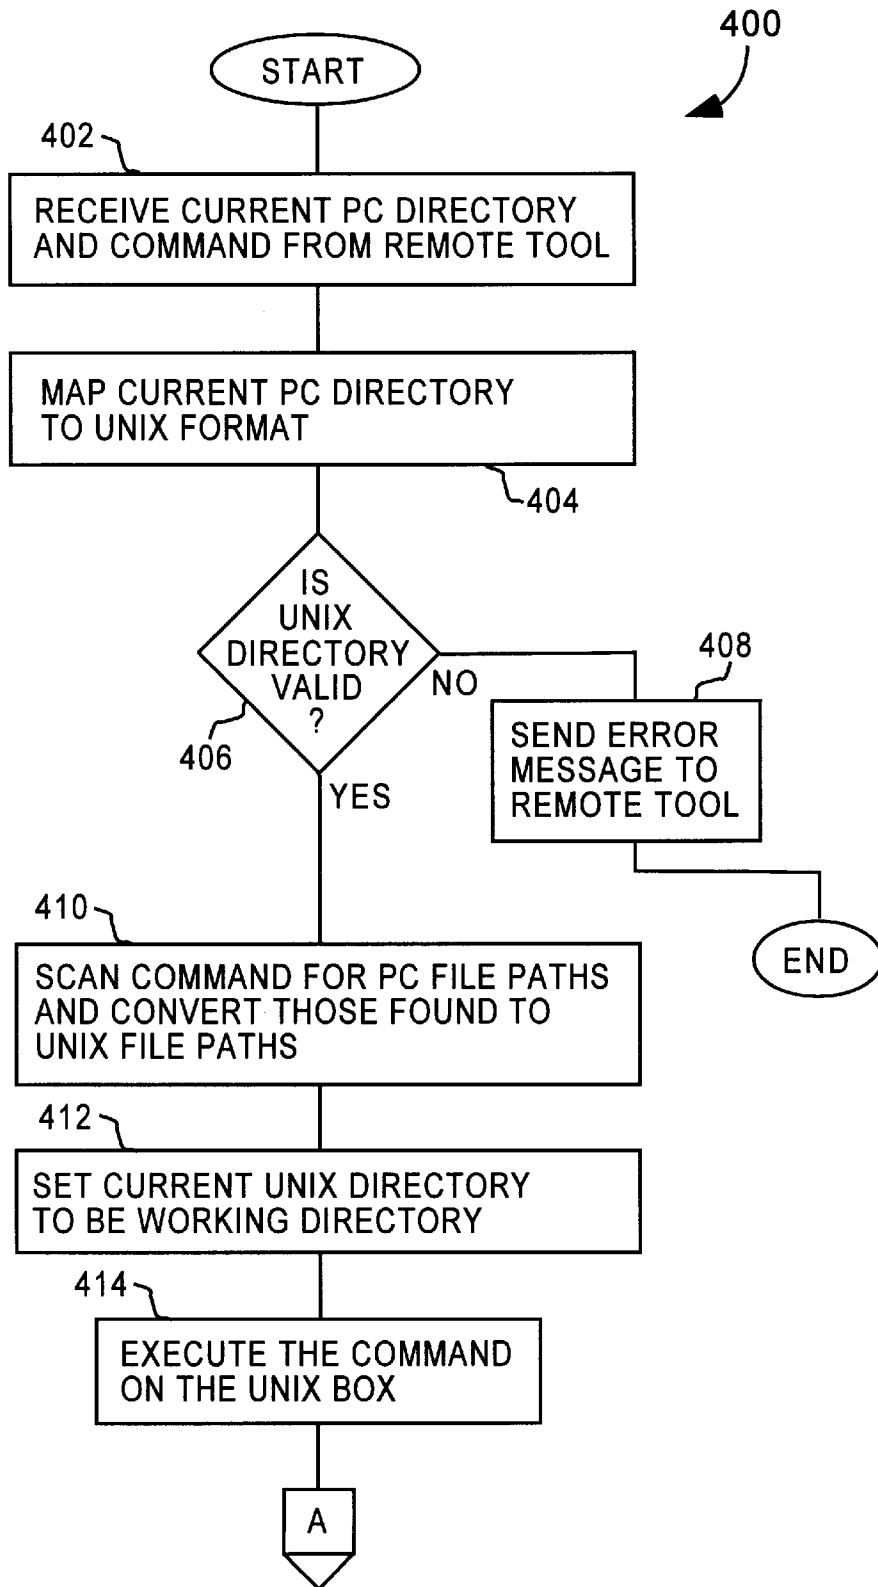 400
START
402
RECEIVE CURRENT PC DIRECTORY
AND COMMAND FROM REMOTE TOOL
MAP CURRENT PC DIRECTORY
TO UNIX FORMAT
404
IS
UNIX
DIRECTORY
VALID
?
406
NO
YES
408
SEND ERROR
MESSAGE TO
REMOTE TOOL
END
410
SCAN COMMAND FOR PC FILE PATHS
AND CONVERT THOSE FOUND TO
UNIX FILE PATHS
412
SET CURRENT UNIX DIRECTORY
TO BE WORKING DIRECTORY
414
EXECUTE THE COMMAND
ON THE UNIX BOX
A